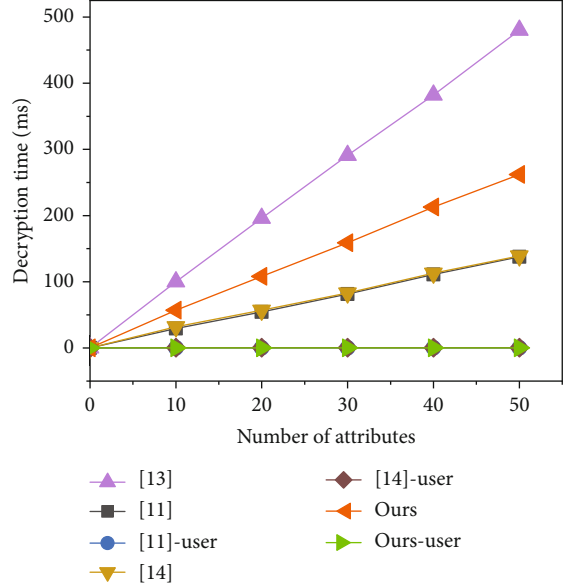 500
400
300
200
100
0
Decryption time (ms)
0 10 20 30 40 50
Number of attributes
[13]
[11]
[11]-user
[14]
[14]-user
Ours
Ours-user